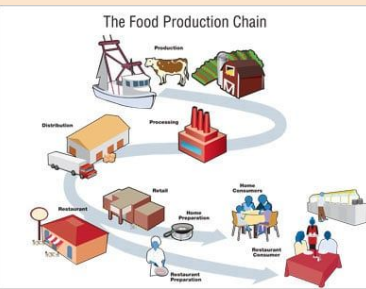 The Food Production Chain
Production
Processing
Distribution
Retail
Home
Consumers
Restaurant
Home
Preparation
Restaurant
Consumer
Restaurant
Preparation